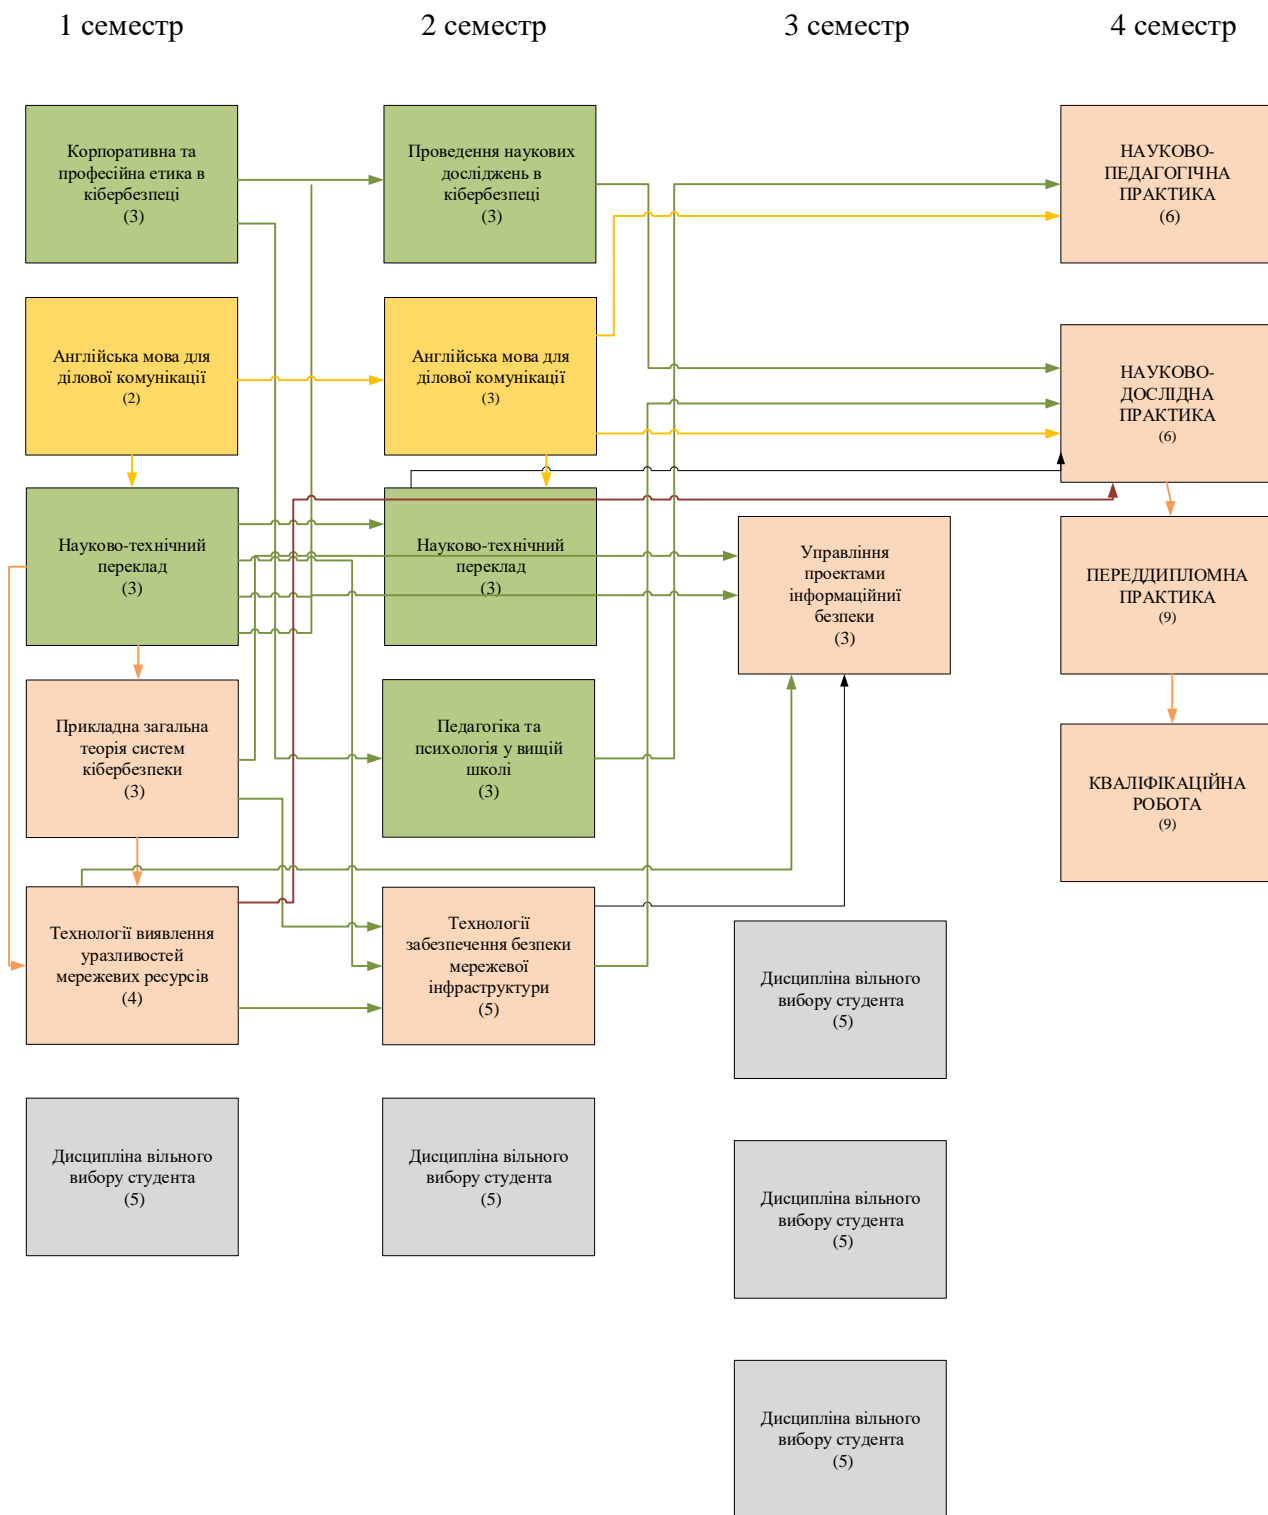 1 семестр
2 семестр
3 семестр
4 семестр
Корпоративна та
професійна етика в
кібербезпеці
(3)
Проведення наукових
досліджень в
кібербезпеці
(3)
НАУКОВО-
ПЕДАГОГІЧНА
ПРАКТИКА
(6)
Англійська мова для
ділової комунікації
(2)
Англійська мова для
ділової комунікації
(3)
НАУКОВО-
ДОСЛІДНА
ПРАКТИКА
(6)
Науково-технічний
переклад
(3)
Науково-технічний
переклад
(3)
Управління
проектами
інформаційної
безпеки
(3)
ПЕРЕДДИПЛОМНА
ПРАКТИКА
(9)
Прикладна загальна
теорія систем
кібербезпеки
(3)
Педагогіка та
психологія у вищій
школі
(3)
КВАЛІФІКАЦІЙНА
РОБОТА
(9)
Технології виявлення
уразливостей
мережевих ресурсів
(4)
Технології
забезпечення безпеки
мережевої
інфраструктури
(5)
Дисципліна вільного
вибору студента
(5)
Дисципліна вільного
вибору студента
(5)
Дисципліна вільного
вибору студента
(5)
Дисципліна вільного
вибору студента
(5)
Дисципліна вільного
вибору студента
(5)